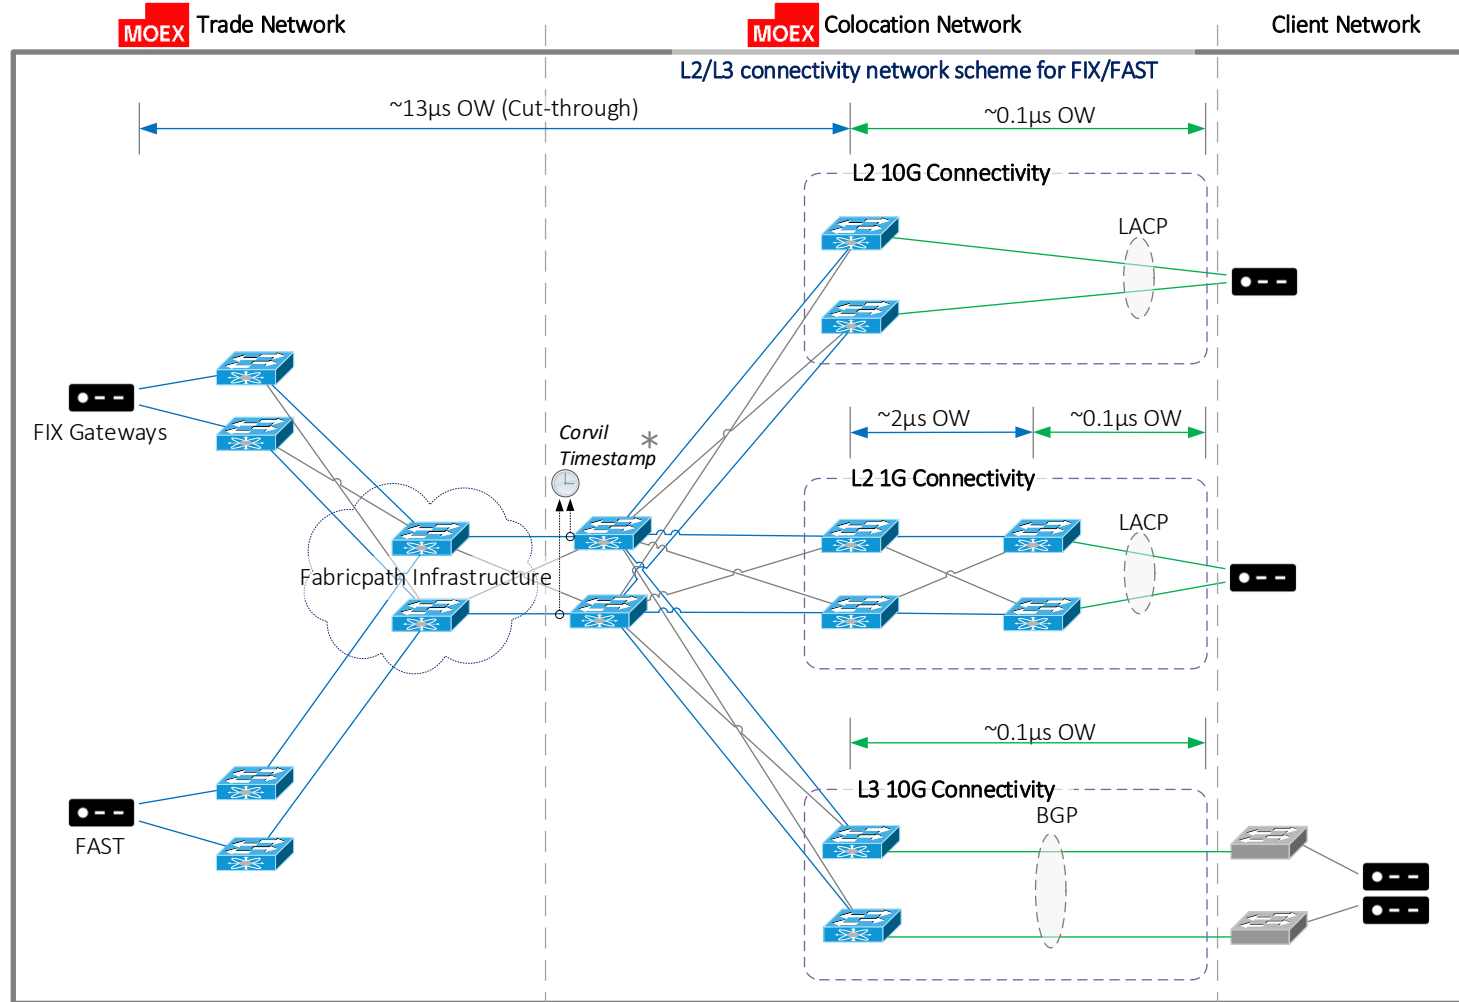 MOEX Trade Network
MOEX Colocation Network
Client Network
L2/L3 connectivity network scheme for FIX/FAST
~13µs OW (Cut-through)
~0.1µs OW
L2 10G Connectivity
LACP
FIX Gateways
~2µs OW
~0.1µs OW
Corvil
Timestamp*
L2 1G Connectivity
LACP
Fabricpath Infrastructure
~0.1µs OW
L3 10G Connectivity
BGP
FAST